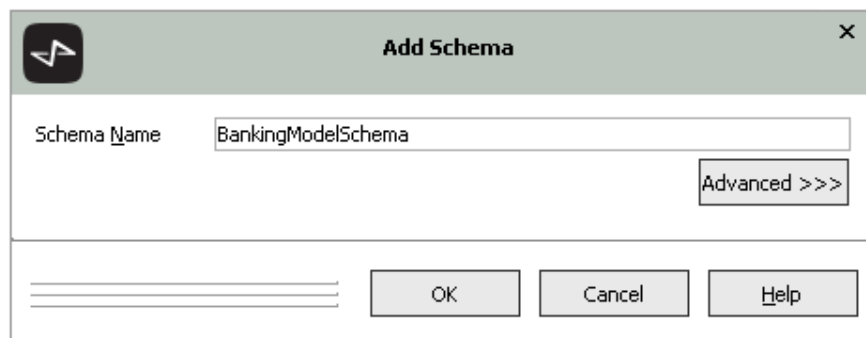 Add Schema
×
Schema Name BankingModelSchema
Advanced >>>
OK Cancel Help